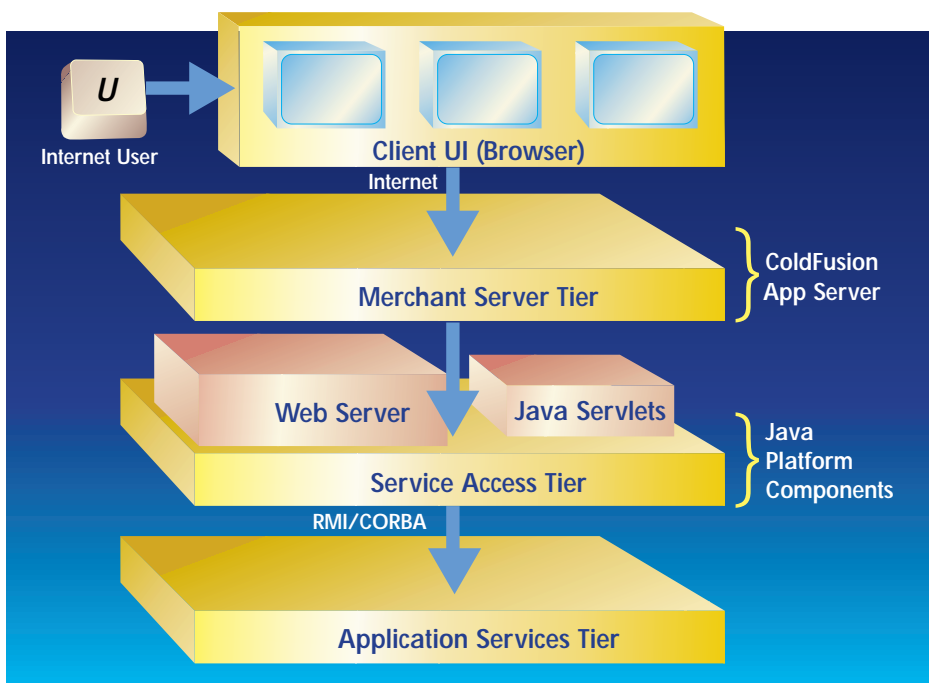 U
Internet User
Client UI (Browser)
Internet
Merchant Server Tier
ColdFusion
App Server
Web Server
Java Servlets
Service Access Tier
Java
Platform
Components
RMI/CORBA
Application Services Tier